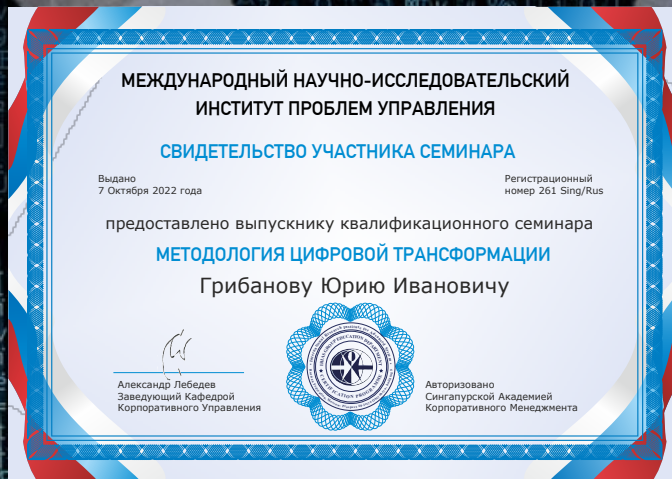 МЕЖДУНАРОДНЫЙ НАУЧНО-ИССЛЕДОВАТЕЛЬСКИЙ
ИНСТИТУТ ПРОБЛЕМ УПРАВЛЕНИЯ
СВИДЕТЕЛЬСТВО УЧАСТНИКА СЕМИНАРА
Выдано
7 Октября 2022 года
Регистрационный
номер 261 Sing/Rus
предоставлено выпускнику квалификационного семинара
МЕТОДОЛОГИЯ ЦИФРОВОЙ ТРАНСФОРМАЦИИ
Грибанову Юрию Ивановичу
EDUCATION DEPARTMENT
Александр Лебедев
Заведующий Кафедрой
Корпоративного Управления
Авторизовано
Сингапурской Академией
Корпоративного Менеджмента